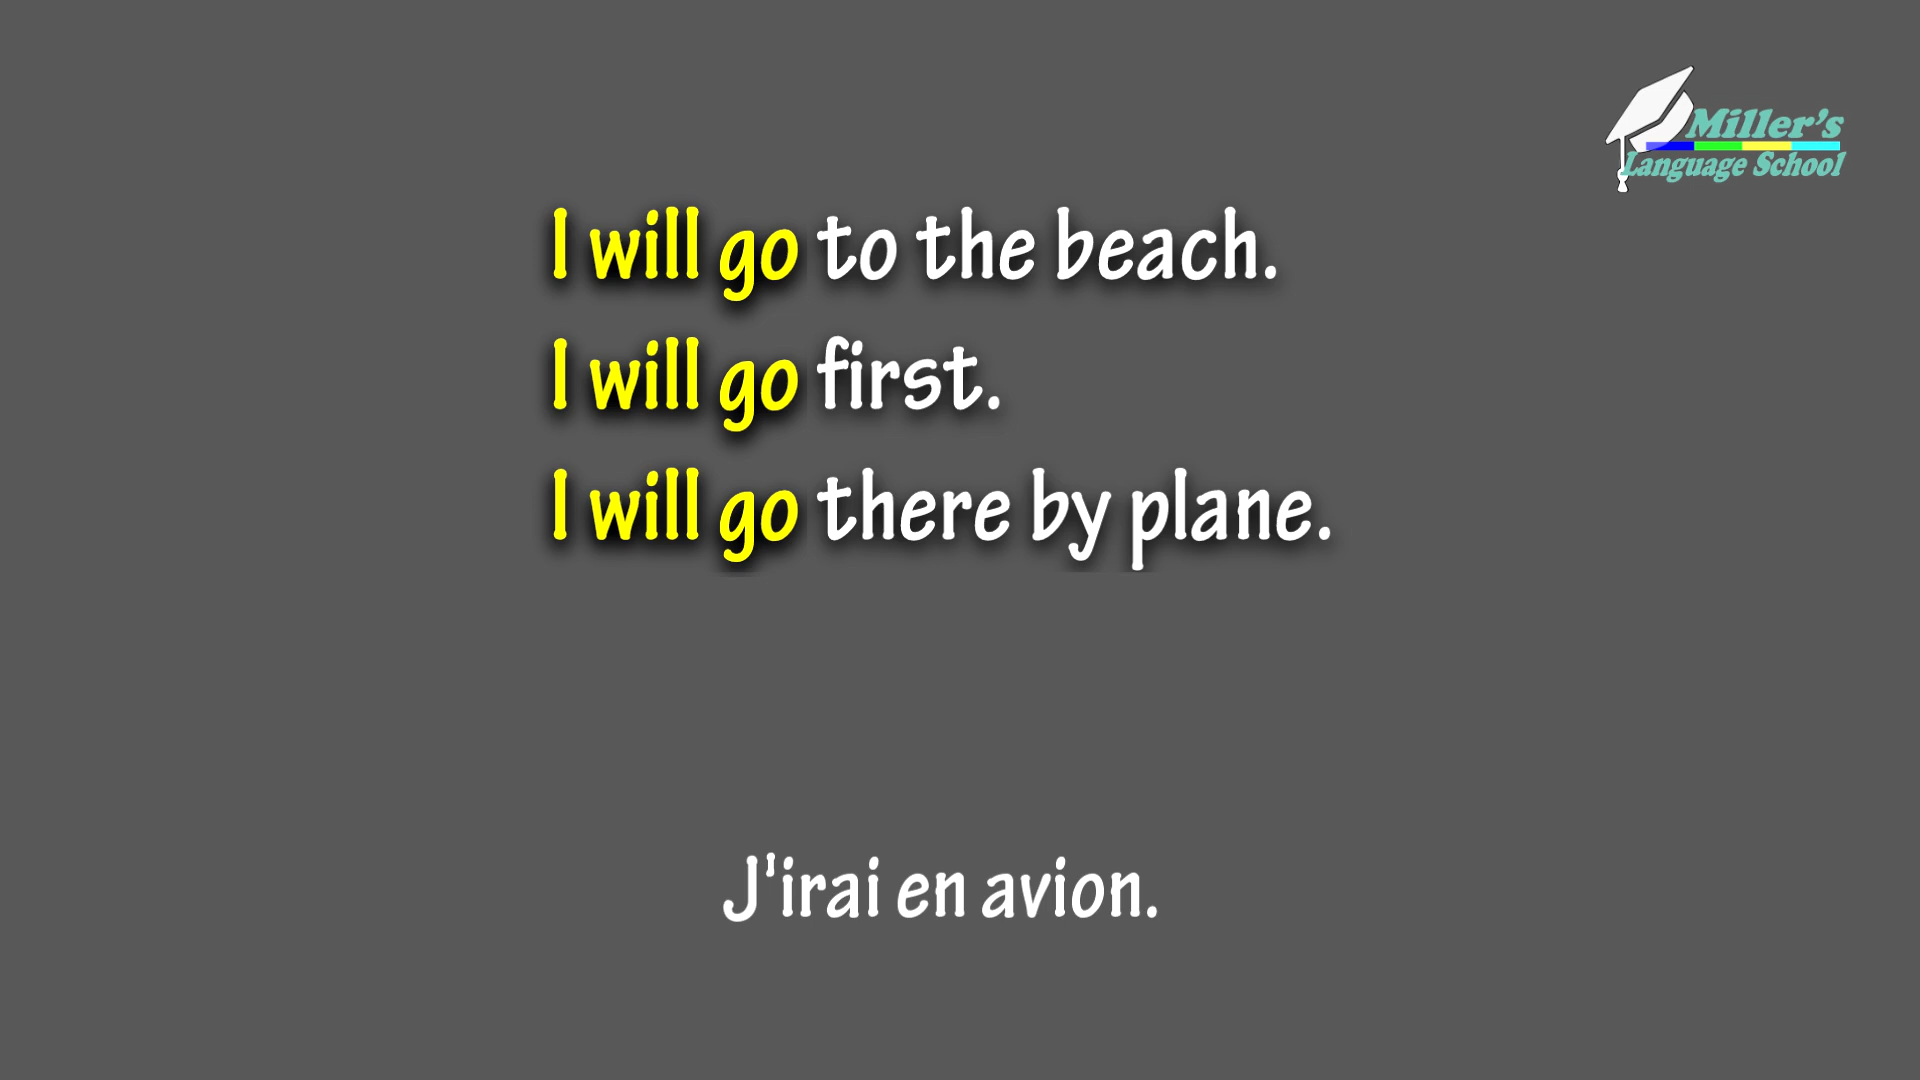 Miller's
Language School
I will go to the beach.
I will go first.
I will go there by plane.
J'irai en avion.